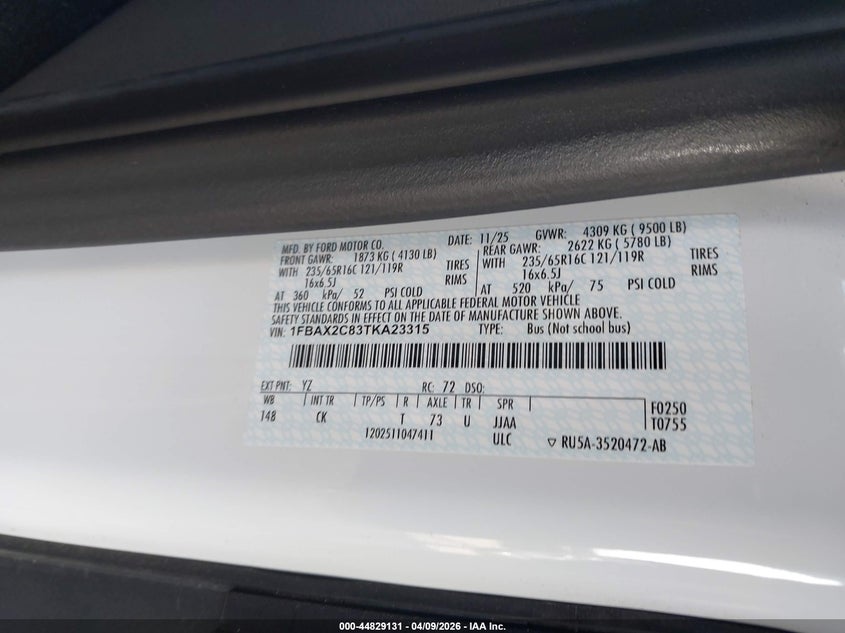 MFD. BY FORD MOTOR CO.
DATE: 11/25 GVWR: 4309 KG ( 9500 LB)
FRONT GAWR: 1873 KG ( 4130 LB)
REAR GAWR: 2622 KG ( 5780 LB)
WITH 235/65R16C 121/119R TIRES
WITH 235/65R16C 121/119R TIRES
16x6.5J RIMS
16x6.5J RIMS
AT 360 kPa/ 52 PSI COLD
AT 520 kPa/ 75 PSI COLD
THIS VEHICLE CONFORMS TO ALL APPLICABLE FEDERAL MOTOR VEHICLE
SAFETY STANDARDS IN EFFECT ON THE DATE OF MANUFACTURE SHOWN ABOVE.
VIN: 1FBAX2C83TKA23315 TYPE: Bus (Not school bus)
EXT PNT: YZ RC: 72 DSO:
WB INT TR TP/PS R AXLE TR SPR
148 CK T 73 U JJAA
F0250
T0755
1202511047411 ULC
RU5A-3520472-AB
000-44829131 - 04/09/2026 - IAA Inc.